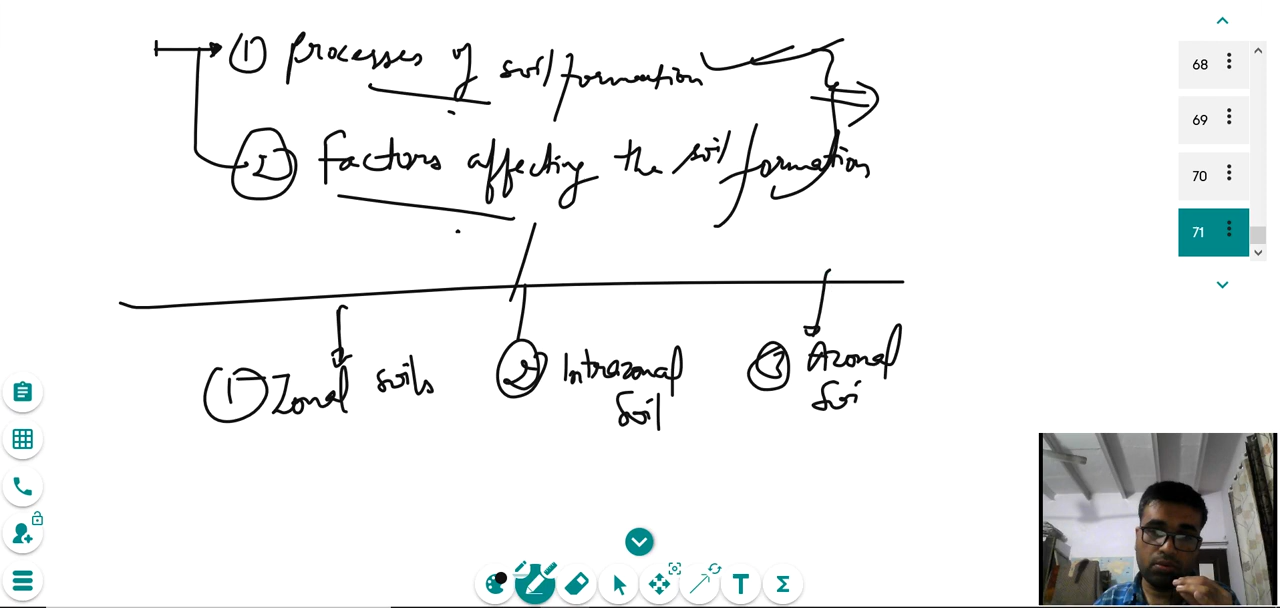 ① processes of soil formation
② factors affecting the soil formation
① Zonal soils
② Intrazonal
Soil
③ Azonal
Soi
68
69
70
71
T
Σ